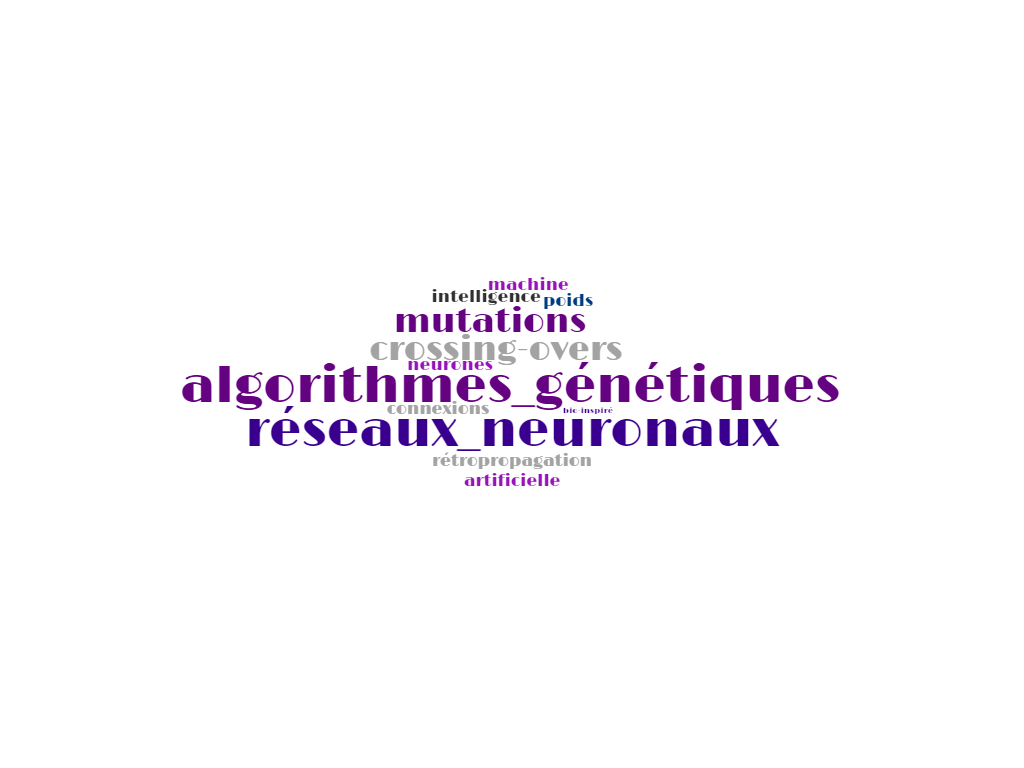 machine
intelligence poids
mutations
crossing-overs
neurones
algorithmes_génétiques
connexions bio-inspiré
réseaux_neuronaux
rétropropagation
artificielle